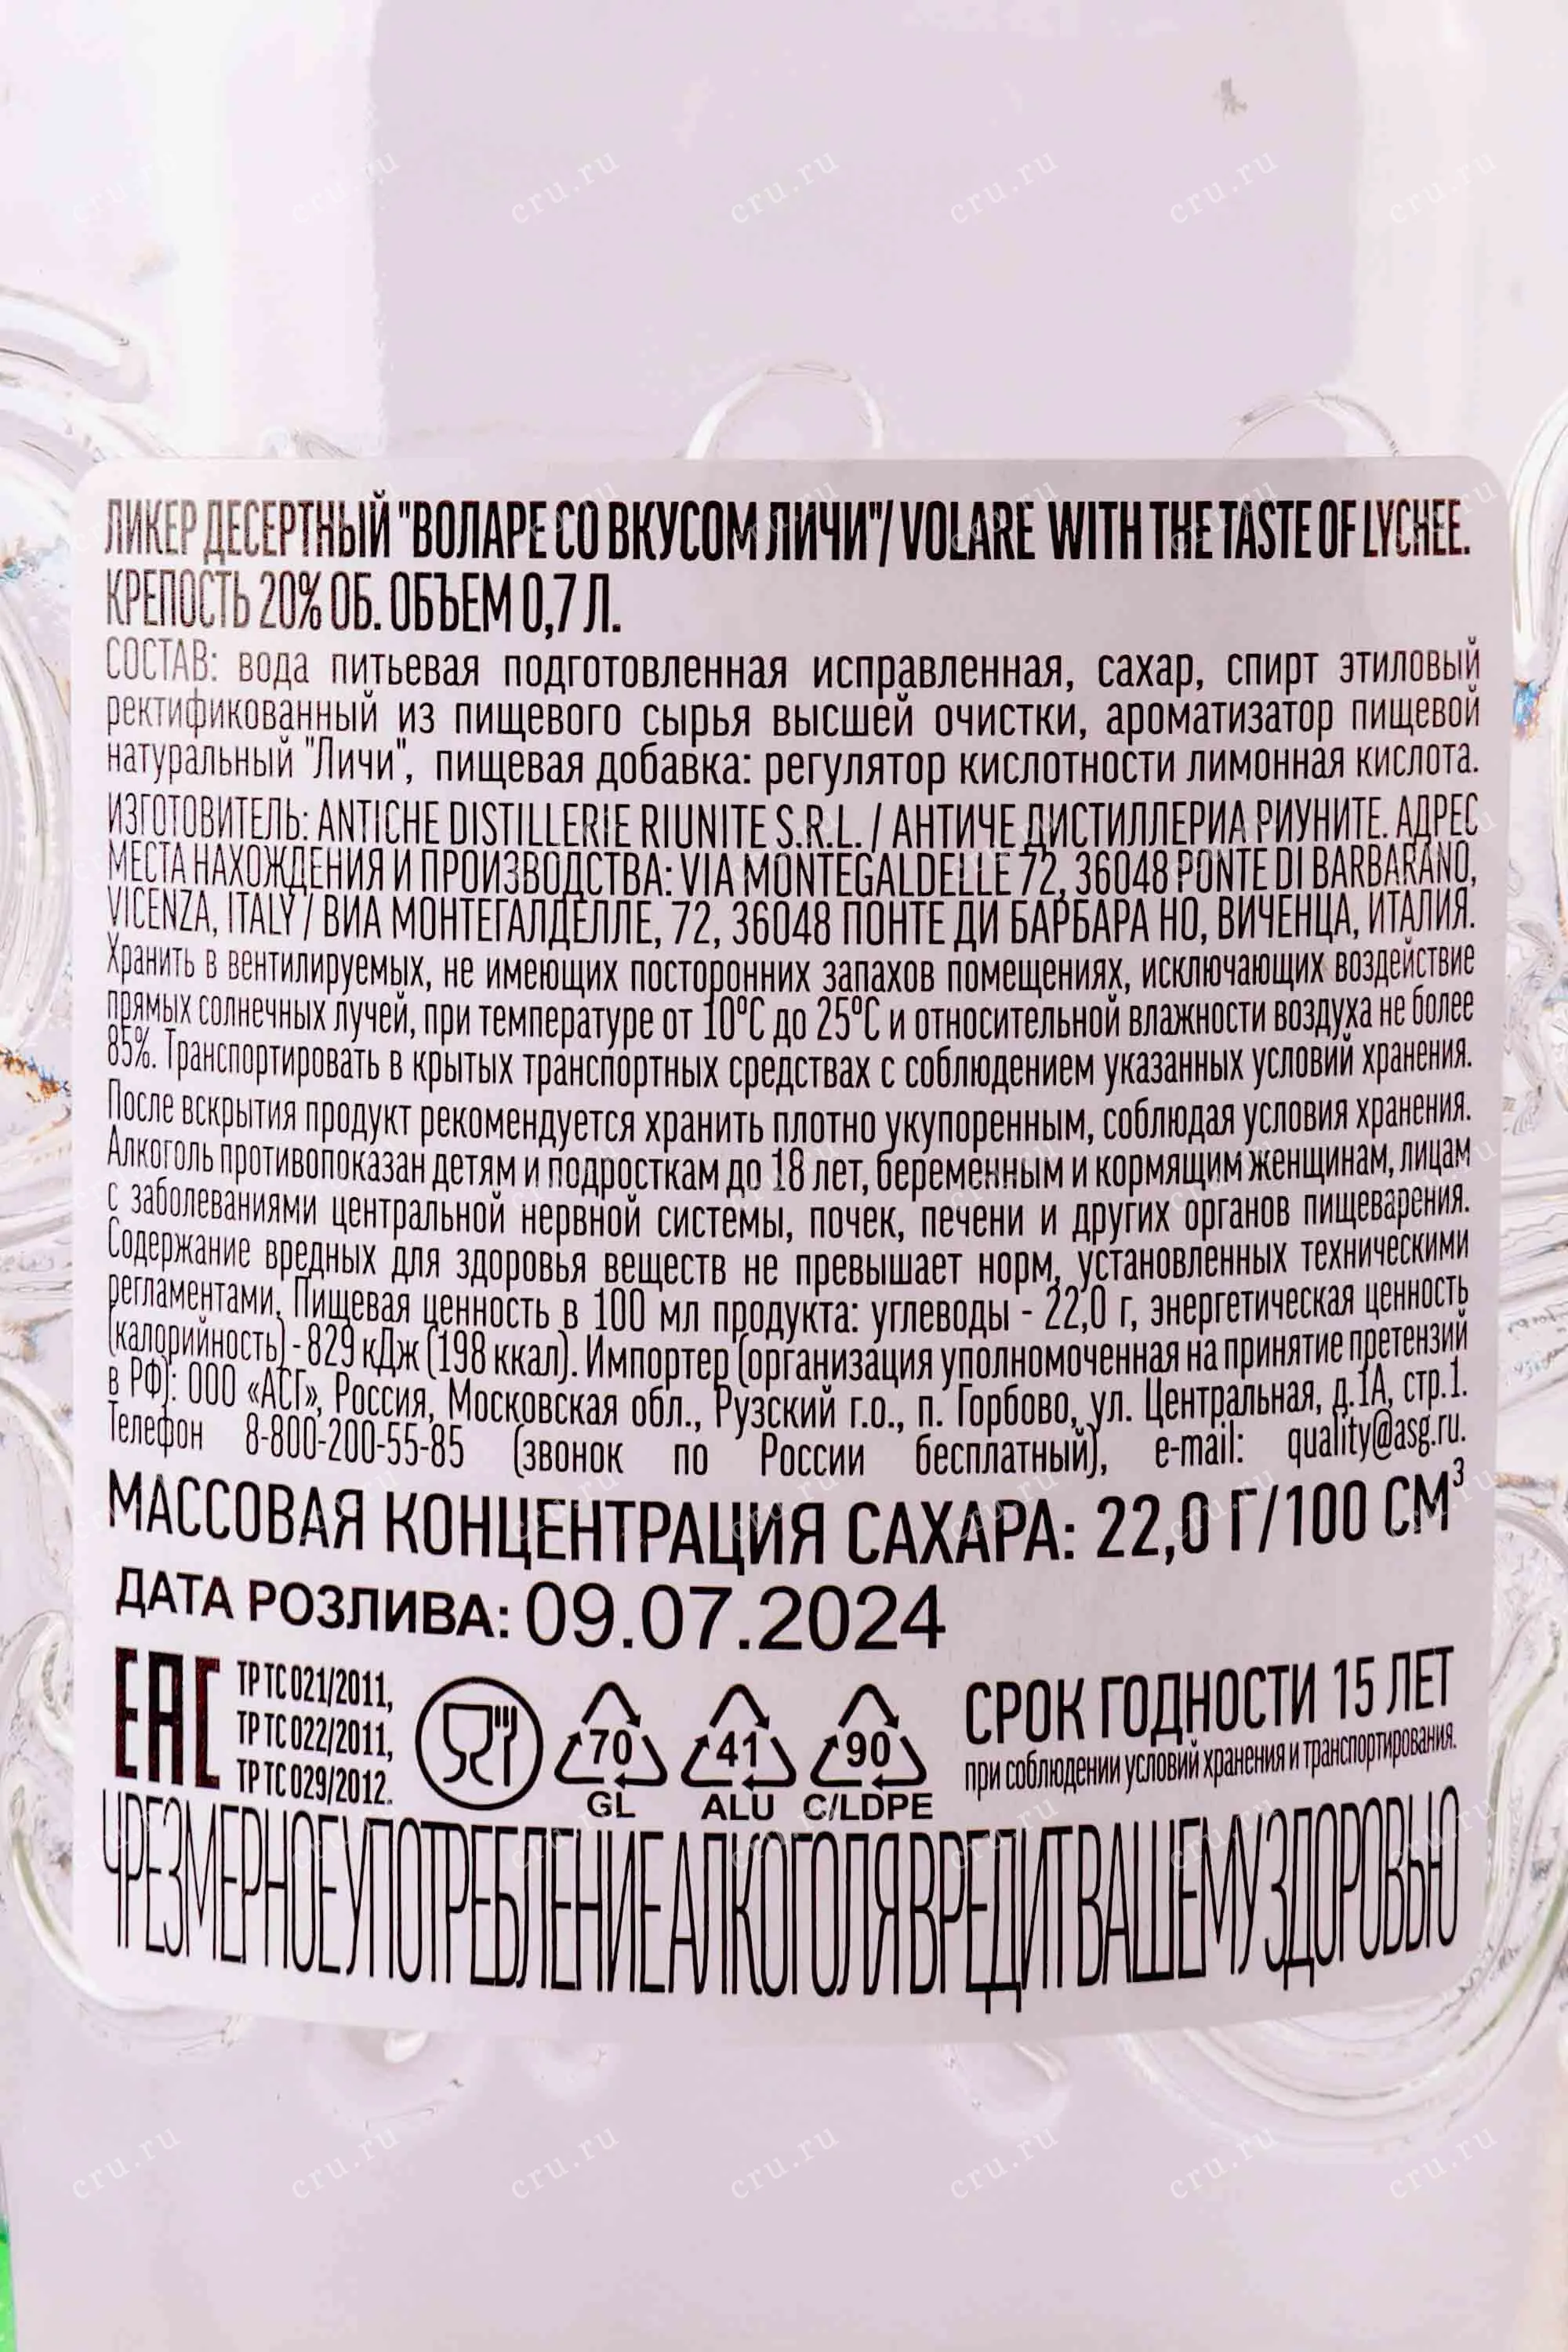 ЛИКЕР ДЕСЕРТНЫЙ "ВОЛАРЕ СО ВКУСОМ ЛИЧИ"/ VOLARE WITH THE TASTE OF LYCHEE.
КРЕПОСТЬ 20% ОБ. ОБЪЕМ 0,7 Л.
СОСТАВ: вода питьевая подготовленная исправленная, сахар, спирт этиловый
ректификованный из пищевого сырья высшей очистки, ароматизатор пищевой
натуральный "Личи", пищевая добавка: регулятор кислотности лимонная кислота.
ИЗГОТОВИТЕЛЬ: ANTICHE DISTILLERIE RIUNITE S.R.L. / АНТИЧЕ ДИСТИЛЛЕРИА РИУНИТЕ. АДРЕС
МЕСТА НАХОЖДЕНИЯ И ПРОИЗВОДСТВА: VIA MONTEGALDELLE 72, 36048 PONTE DI BARBARANO,
VICENZA, ITALY / ВИА МОНТЕГАЛДЕЛЛЕ, 72, 36048 ПОНТЕ ДИ БАРБАРА НО, ВИЧЕНЦА, ИТАЛИЯ.
Хранить в вентилируемых, не имеющих посторонних запахов помещениях, исключающих воздействие
прямых солнечных лучей, при температуре от 10°С до 25°С и относительной влажности воздуха не более
85%. Транспортировать в крытых транспортных средствах с соблюдением указанных условий хранения.
После вскрытия продукт рекомендуется хранить плотно укупоренным, соблюдая условия хранения.
Алкоголь противопоказан детям и подросткам до 18 лет, беременным и кормящим женщинам, лицам
с заболеваниями центральной нервной системы, почек, печени и других органов пищеварения.
Содержание вредных для здоровья веществ не превышает норм, установленных техническими
регламентами. Пищевая ценность в 100 мл продукта: углеводы - 22,0 г, энергетическая ценность
(калорийность) - 829 кДж (198 ккал). Импортер (организация уполномоченная на принятие претензий
в РФ): ООО «АСГ», Россия, Московская обл., Рузский г.о., п. Горбово, ул. Центральная, д.1А, стр.1.
Телефон 8-800-200-55-85 (звонок по России бесплатный), e-mail: quality@asg.ru.
МАССОВАЯ КОНЦЕНТРАЦИЯ САХАРА: 22,0 Г/100 СМ³
ДАТА РОЗЛИВА: 09.07.2024
ЕАС ТР ТС 021/2011,
ТР ТС 022/2011,
ТР ТС 029/2012.
70 GL
41 ALU
90 C/LDPE
СРОК ГОДНОСТИ 15 ЛЕТ
при соблюдении условий хранения и транспортирования.
ЧРЕЗМЕРНОЕ УПОТРЕБЛЕНИЕ АЛКОГОЛЯ ВРЕДИТ ВАШЕМУ ЗДОРОВЬЮ
cru.ru